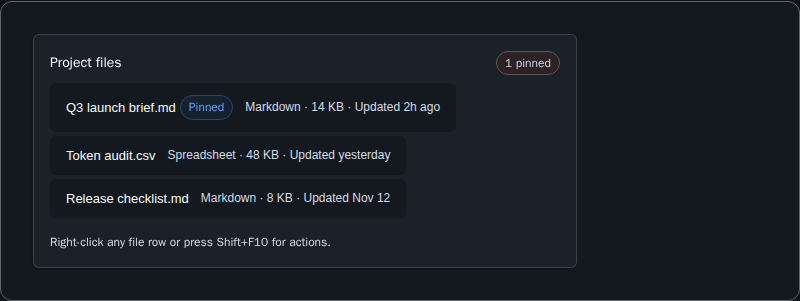 Project files
1 pinned
Q3 launch brief.md Pinned Markdown · 14 KB · Updated 2h ago
Token audit.csv Spreadsheet · 48 KB · Updated yesterday
Release checklist.md Markdown · 8 KB · Updated Nov 12
Right-click any file row or press Shift+F10 for actions.